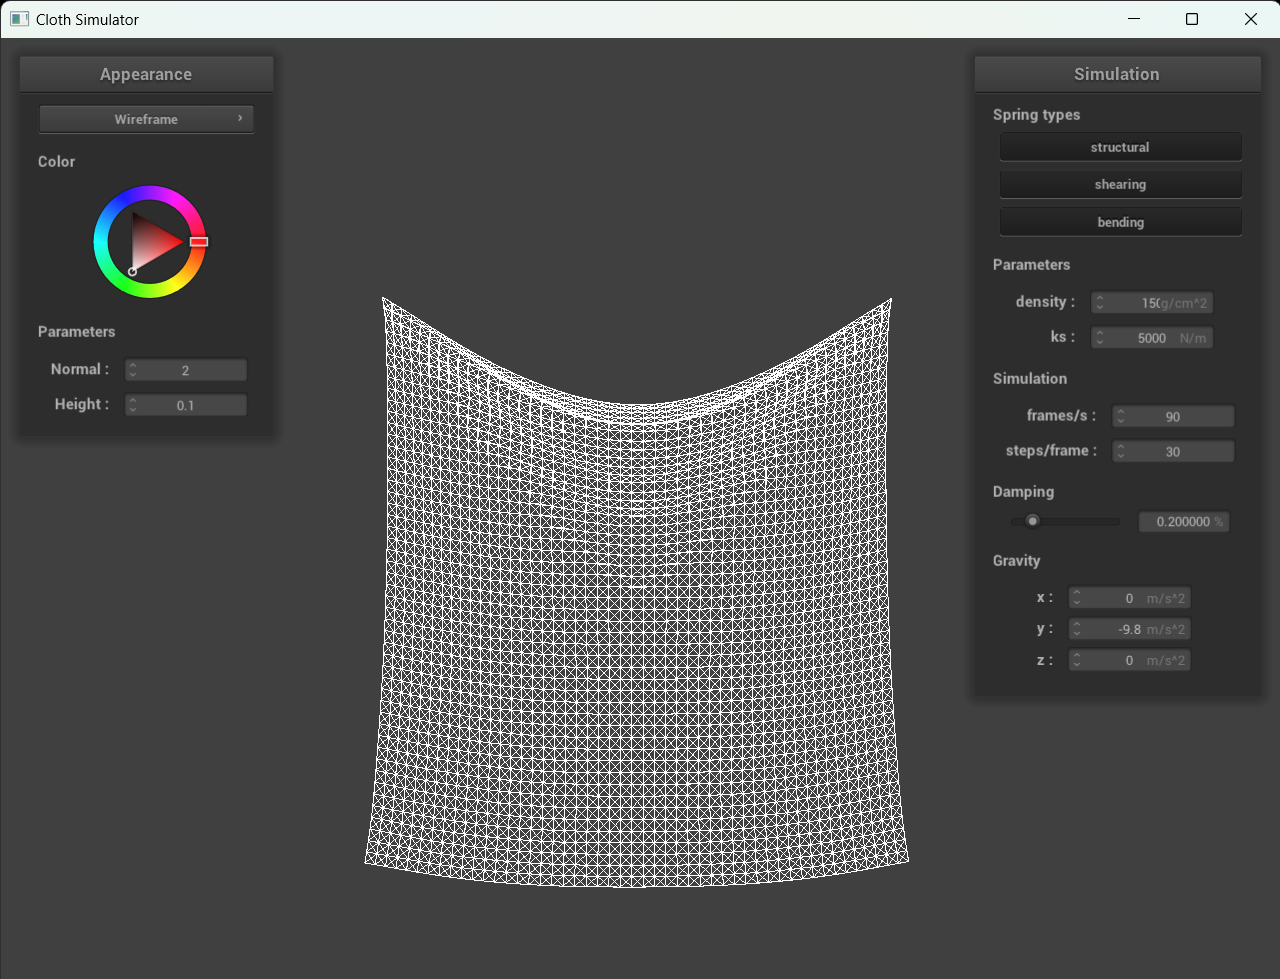 Cloth Simulator
Appearance
Wireframe
Color
Parameters
Normal : 2
Height : 0.1
Simulation
Spring types
structural
shearing
bending
Parameters
density : 150 g/cm^2
ks : 5000 N/m
Simulation
frames/s : 90
steps/frame : 30
Damping
0.200000 %
Gravity
x : 0 m/s^2
y : -9.8 m/s^2
z : 0 m/s^2